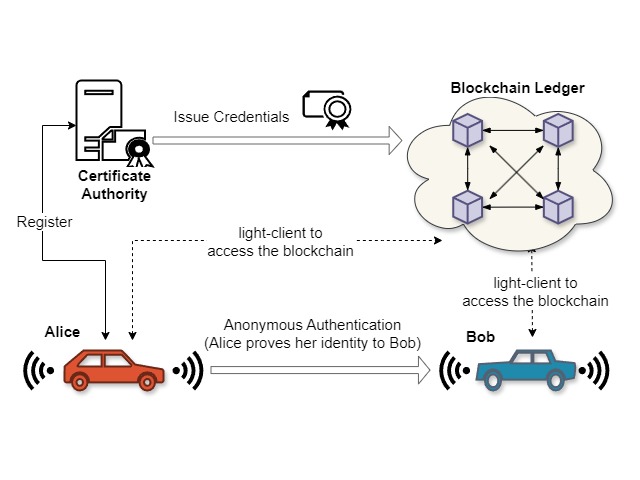 Blockchain Ledger
Issue Credentials
Certificate
Authority
Register
light-client to
access the blockchain
light-client to
access the blockchain
Alice
Anonymous Authentication
(Alice proves her identity to Bob)
Bob